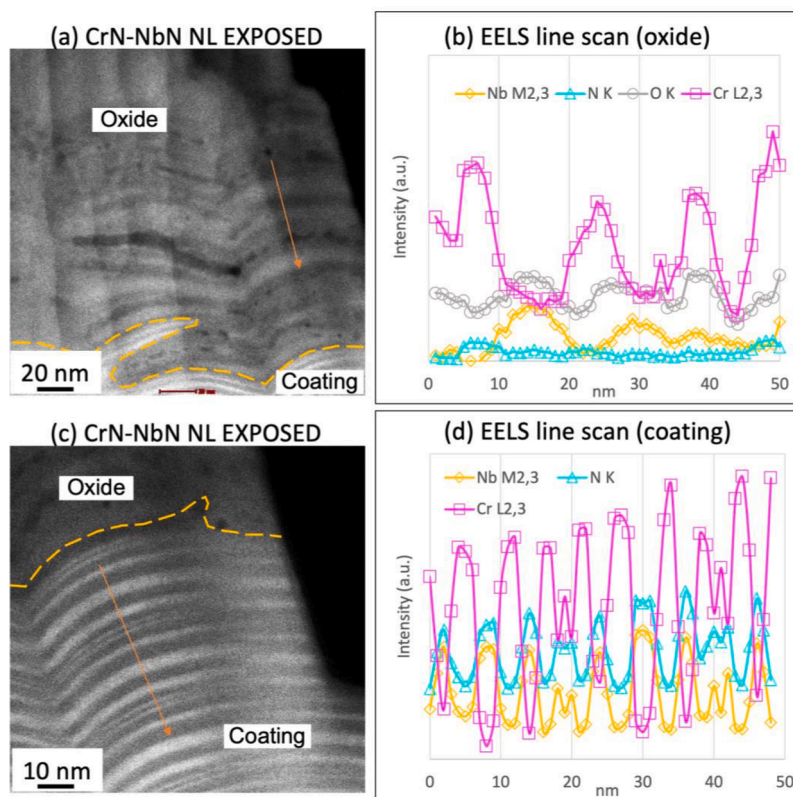 (a) CrN-NbN NL EXPOSED
Oxide
Coating
20 nm
(b) EELS line scan (oxide)
Nb M2,3 N K O K Cr L2,3
Intensity (a.u.)
0 10 20 30 40 50
nm
(c) CrN-NbN NL EXPOSED
Oxide
Coating
10 nm
(d) EELS line scan (coating)
Nb M2,3 N K
Cr L2,3
Intensity (a.u.)
0 10 20 30 40 50
nm